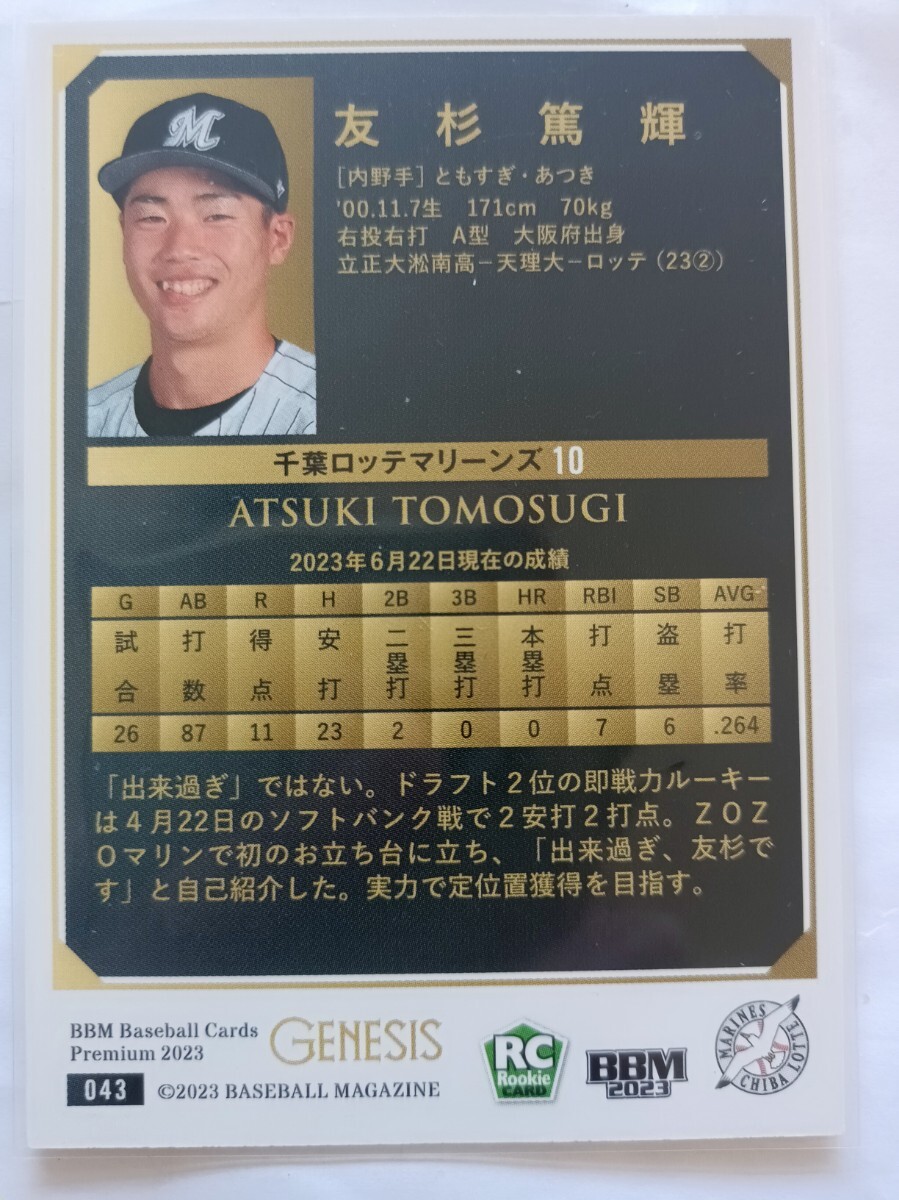 M
友杉篤輝
[内野手] ともすぎ・あつき
'00.11.7生 171cm 70kg
右投右打 A型 大阪府出身
立正大淞南高－天理大－ロッテ（23②）
千葉ロッテマリーンズ 10
ATSUKI TOMOSUGI
2023年6月22日現在の成績
G AB R H 2B 3B HR RBI SB AVG
試合 打数 得点 安打 二塁打 三塁打 本塁打 打点 盗塁 打率
26 87 11 23 2 0 0 7 6 .264
「出来過ぎ」ではない。ドラフト２位の即戦力ルーキー
は４月22日のソフトバンク戦で２安打２打点。ＺＯＺ
Ｏマリンで初のお立ち台に立ち、「出来過ぎ、友杉で
す」と自己紹介した。実力で定位置獲得を目指す。
BBM Baseball Cards
Premium 2023
GENESIS
043 ©2023 BASEBALL MAGAZINE
RC
Rookie
CARD
BBM
2023
MARINES
CHIBA LOTTE